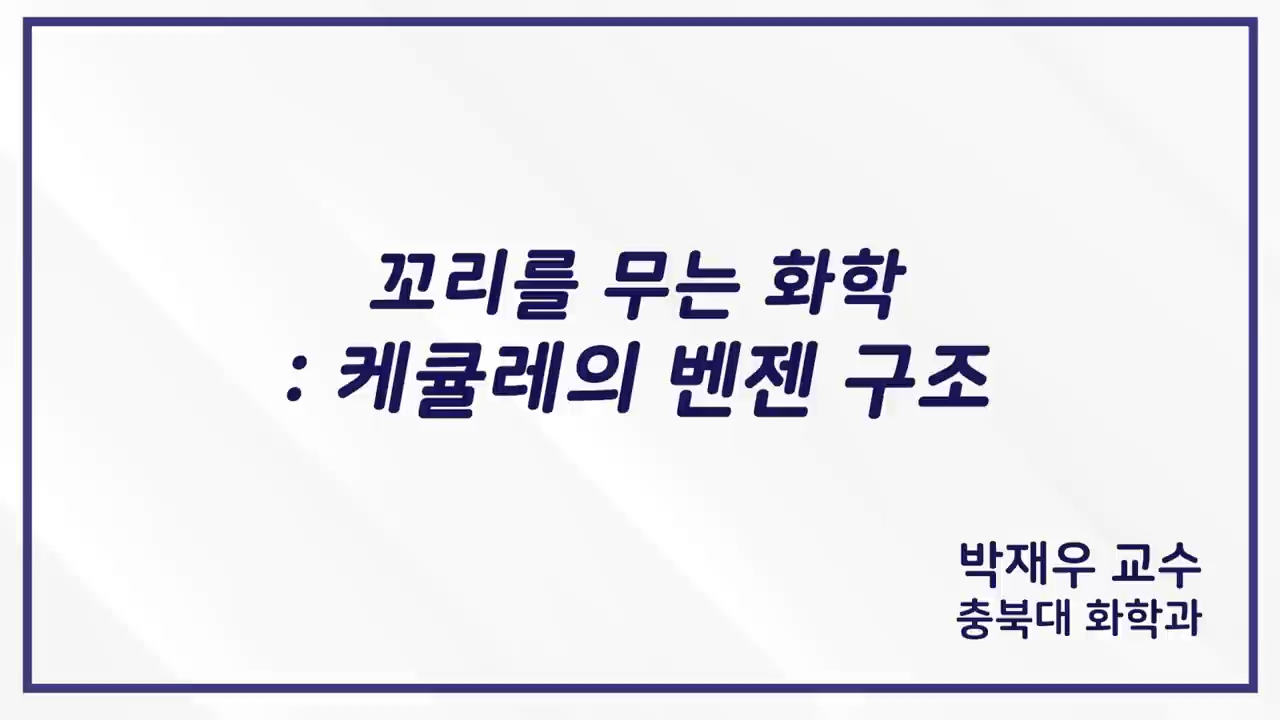 꼬리를 무는 화학
: 케큘레의 벤젠 구조
박재우 교수
충북대 화학과